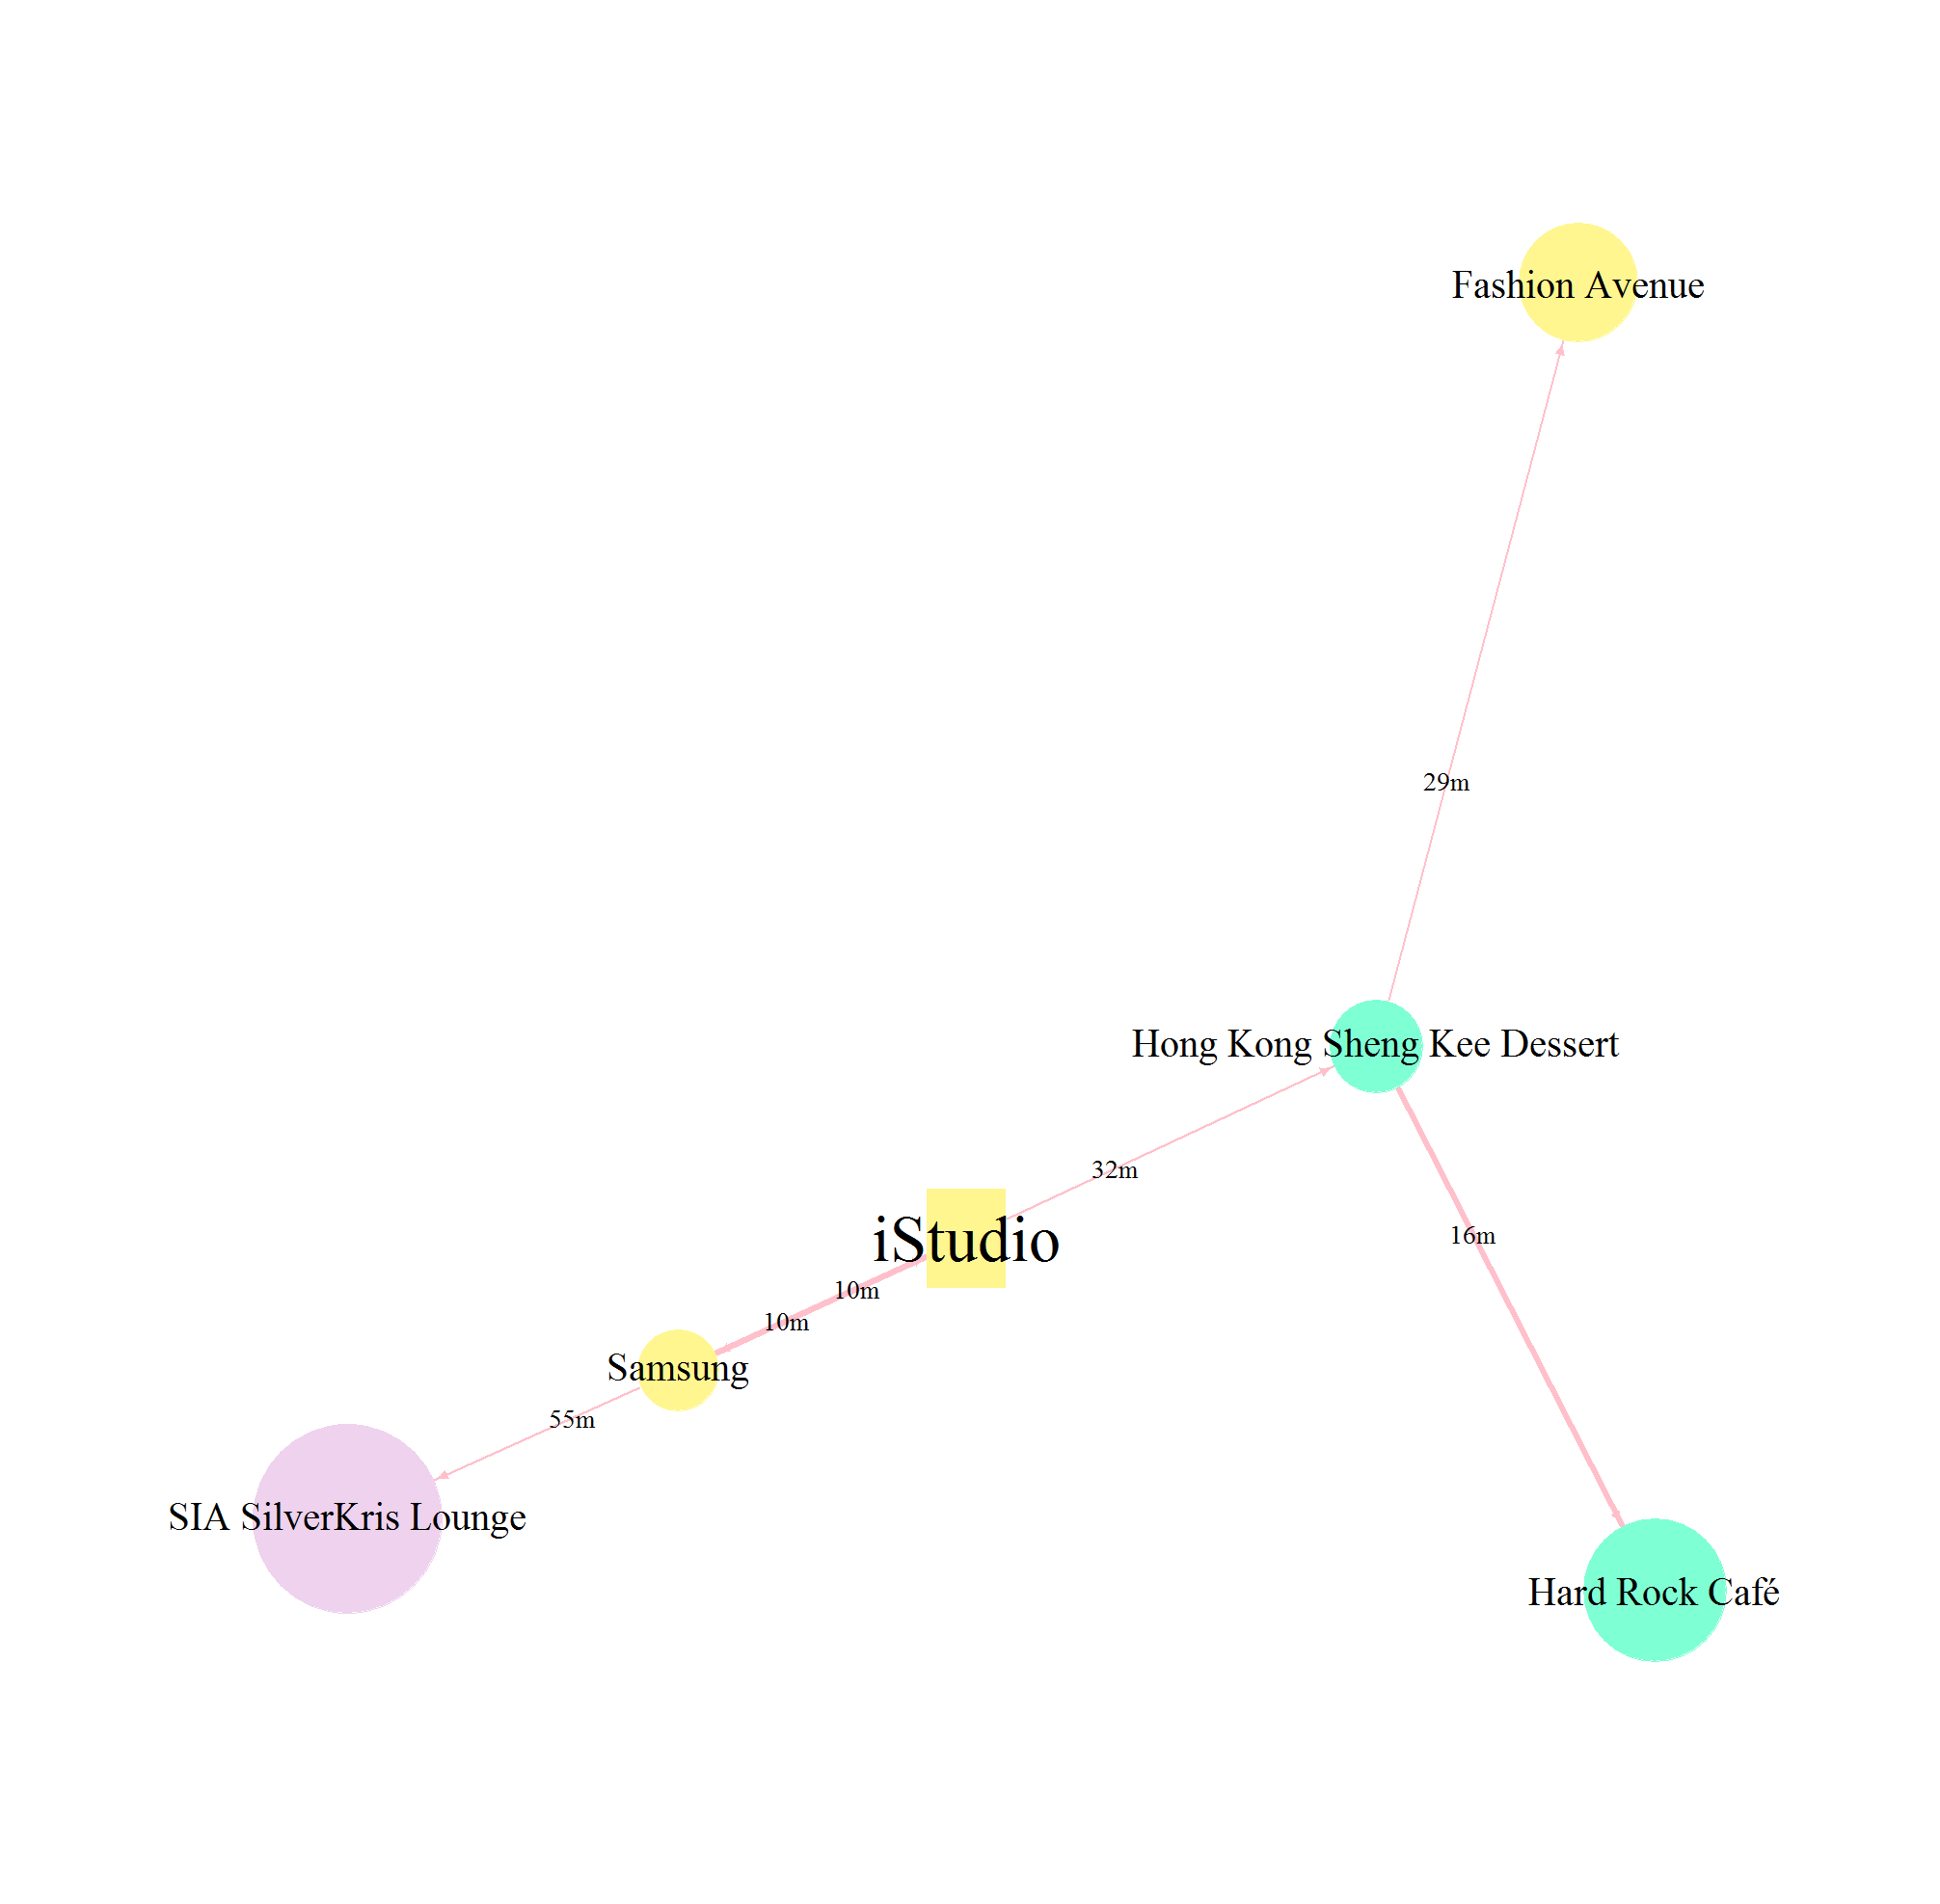 Fashion Avenue
29m
Hong Kong Sheng Kee Dessert
32m
16m
iStudio
10m
10m
Samsung
55m
SIA SilverKris Lounge
Hard Rock Café